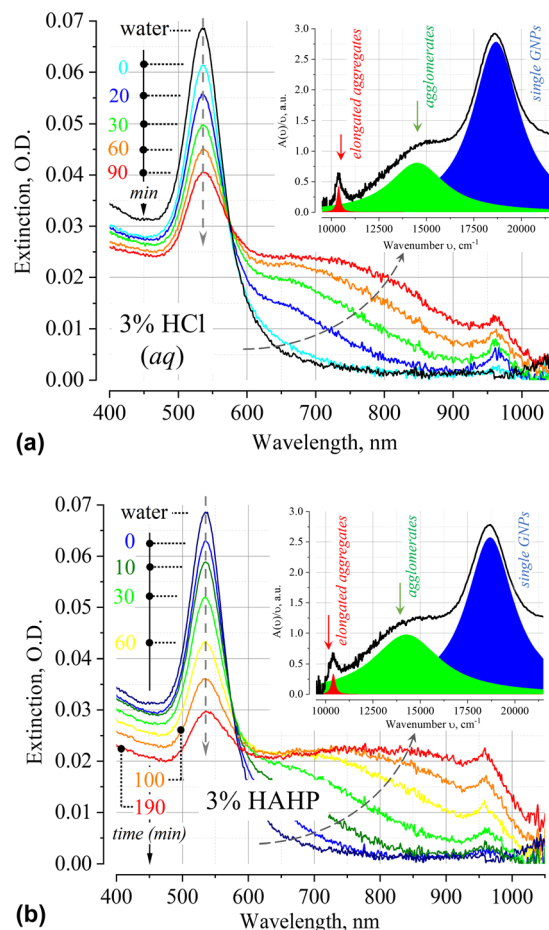 0.07
0.06
0.05
0.04
0.03
0.02
0.01
0.00
Extinction, O.D.
water
0
20
30
60
90
min
3% HCl
(aq)
400 500 600 700 800 900 1000
Wavelength, nm
3.0
2.5
2.0
1.5
1.0
0.5
0.0
A(υ)/υ, a.u.
elongated aggregates
agglomerates
single GNPs
10000 12500 15000 17500 20000
Wavenumber υ, cm-1
(a)
0.07
0.06
0.05
0.04
0.03
0.02
0.01
0.00
Extinction, O.D.
water
0
10
30
60
100
190
time (min)
3% HAHP
400 500 600 700 800 900 1000
Wavelength, nm
3.0
2.5
2.0
1.5
1.0
0.5
0.0
A(υ)/υ, a.u.
elongated aggregates
agglomerates
single GNPs
10000 12500 15000 17500 20000
Wavenumber υ, cm-1
(b)